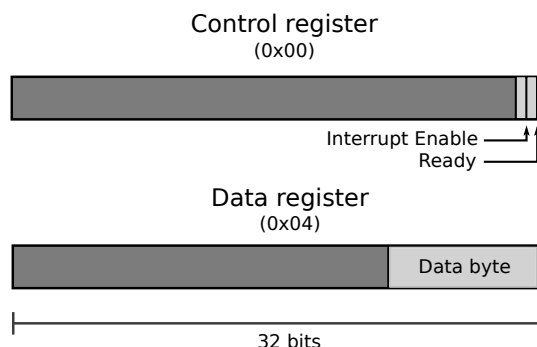 Control register
(0x00)
Interrupt Enable
Ready
Data register
(0x04)
Data byte
32 bits